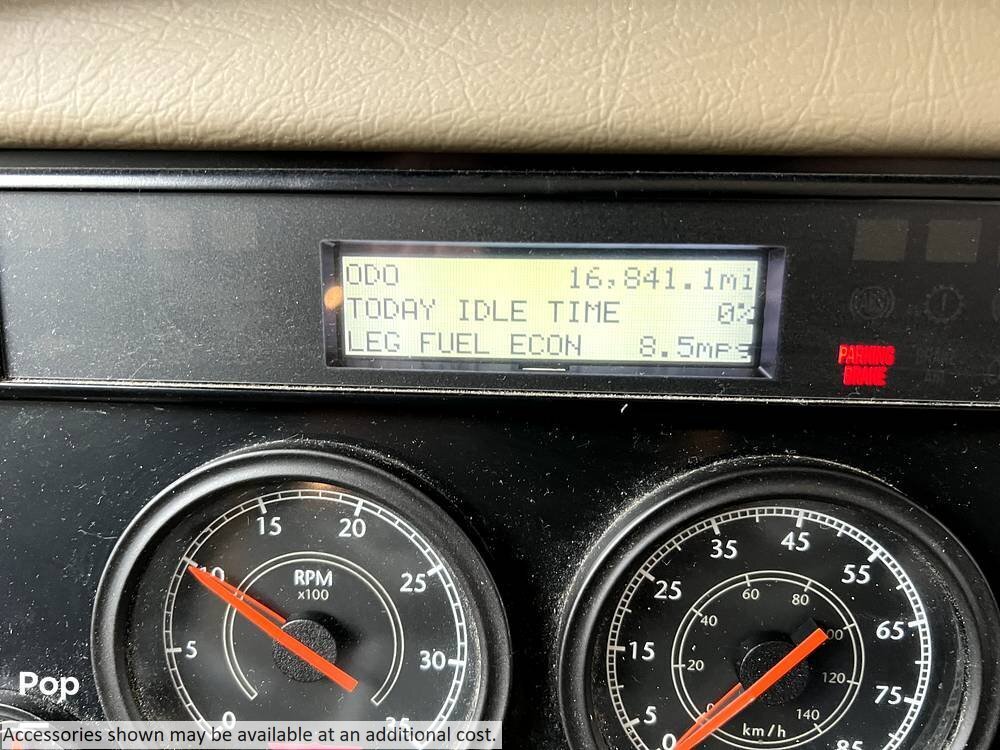 ODO 16,841.1mi
TODAY IDLE TIME 0%
LEG FUEL ECON 8.5mpg
PARKING
BRAKE
15 20
10 25
RPM
x100
5 30
0 35
35 45
25 55
60 80
40 100
15 65
20 120
5 75
0 140
km/h
0 85
Pop
Accessories shown may be available at an additional cost.